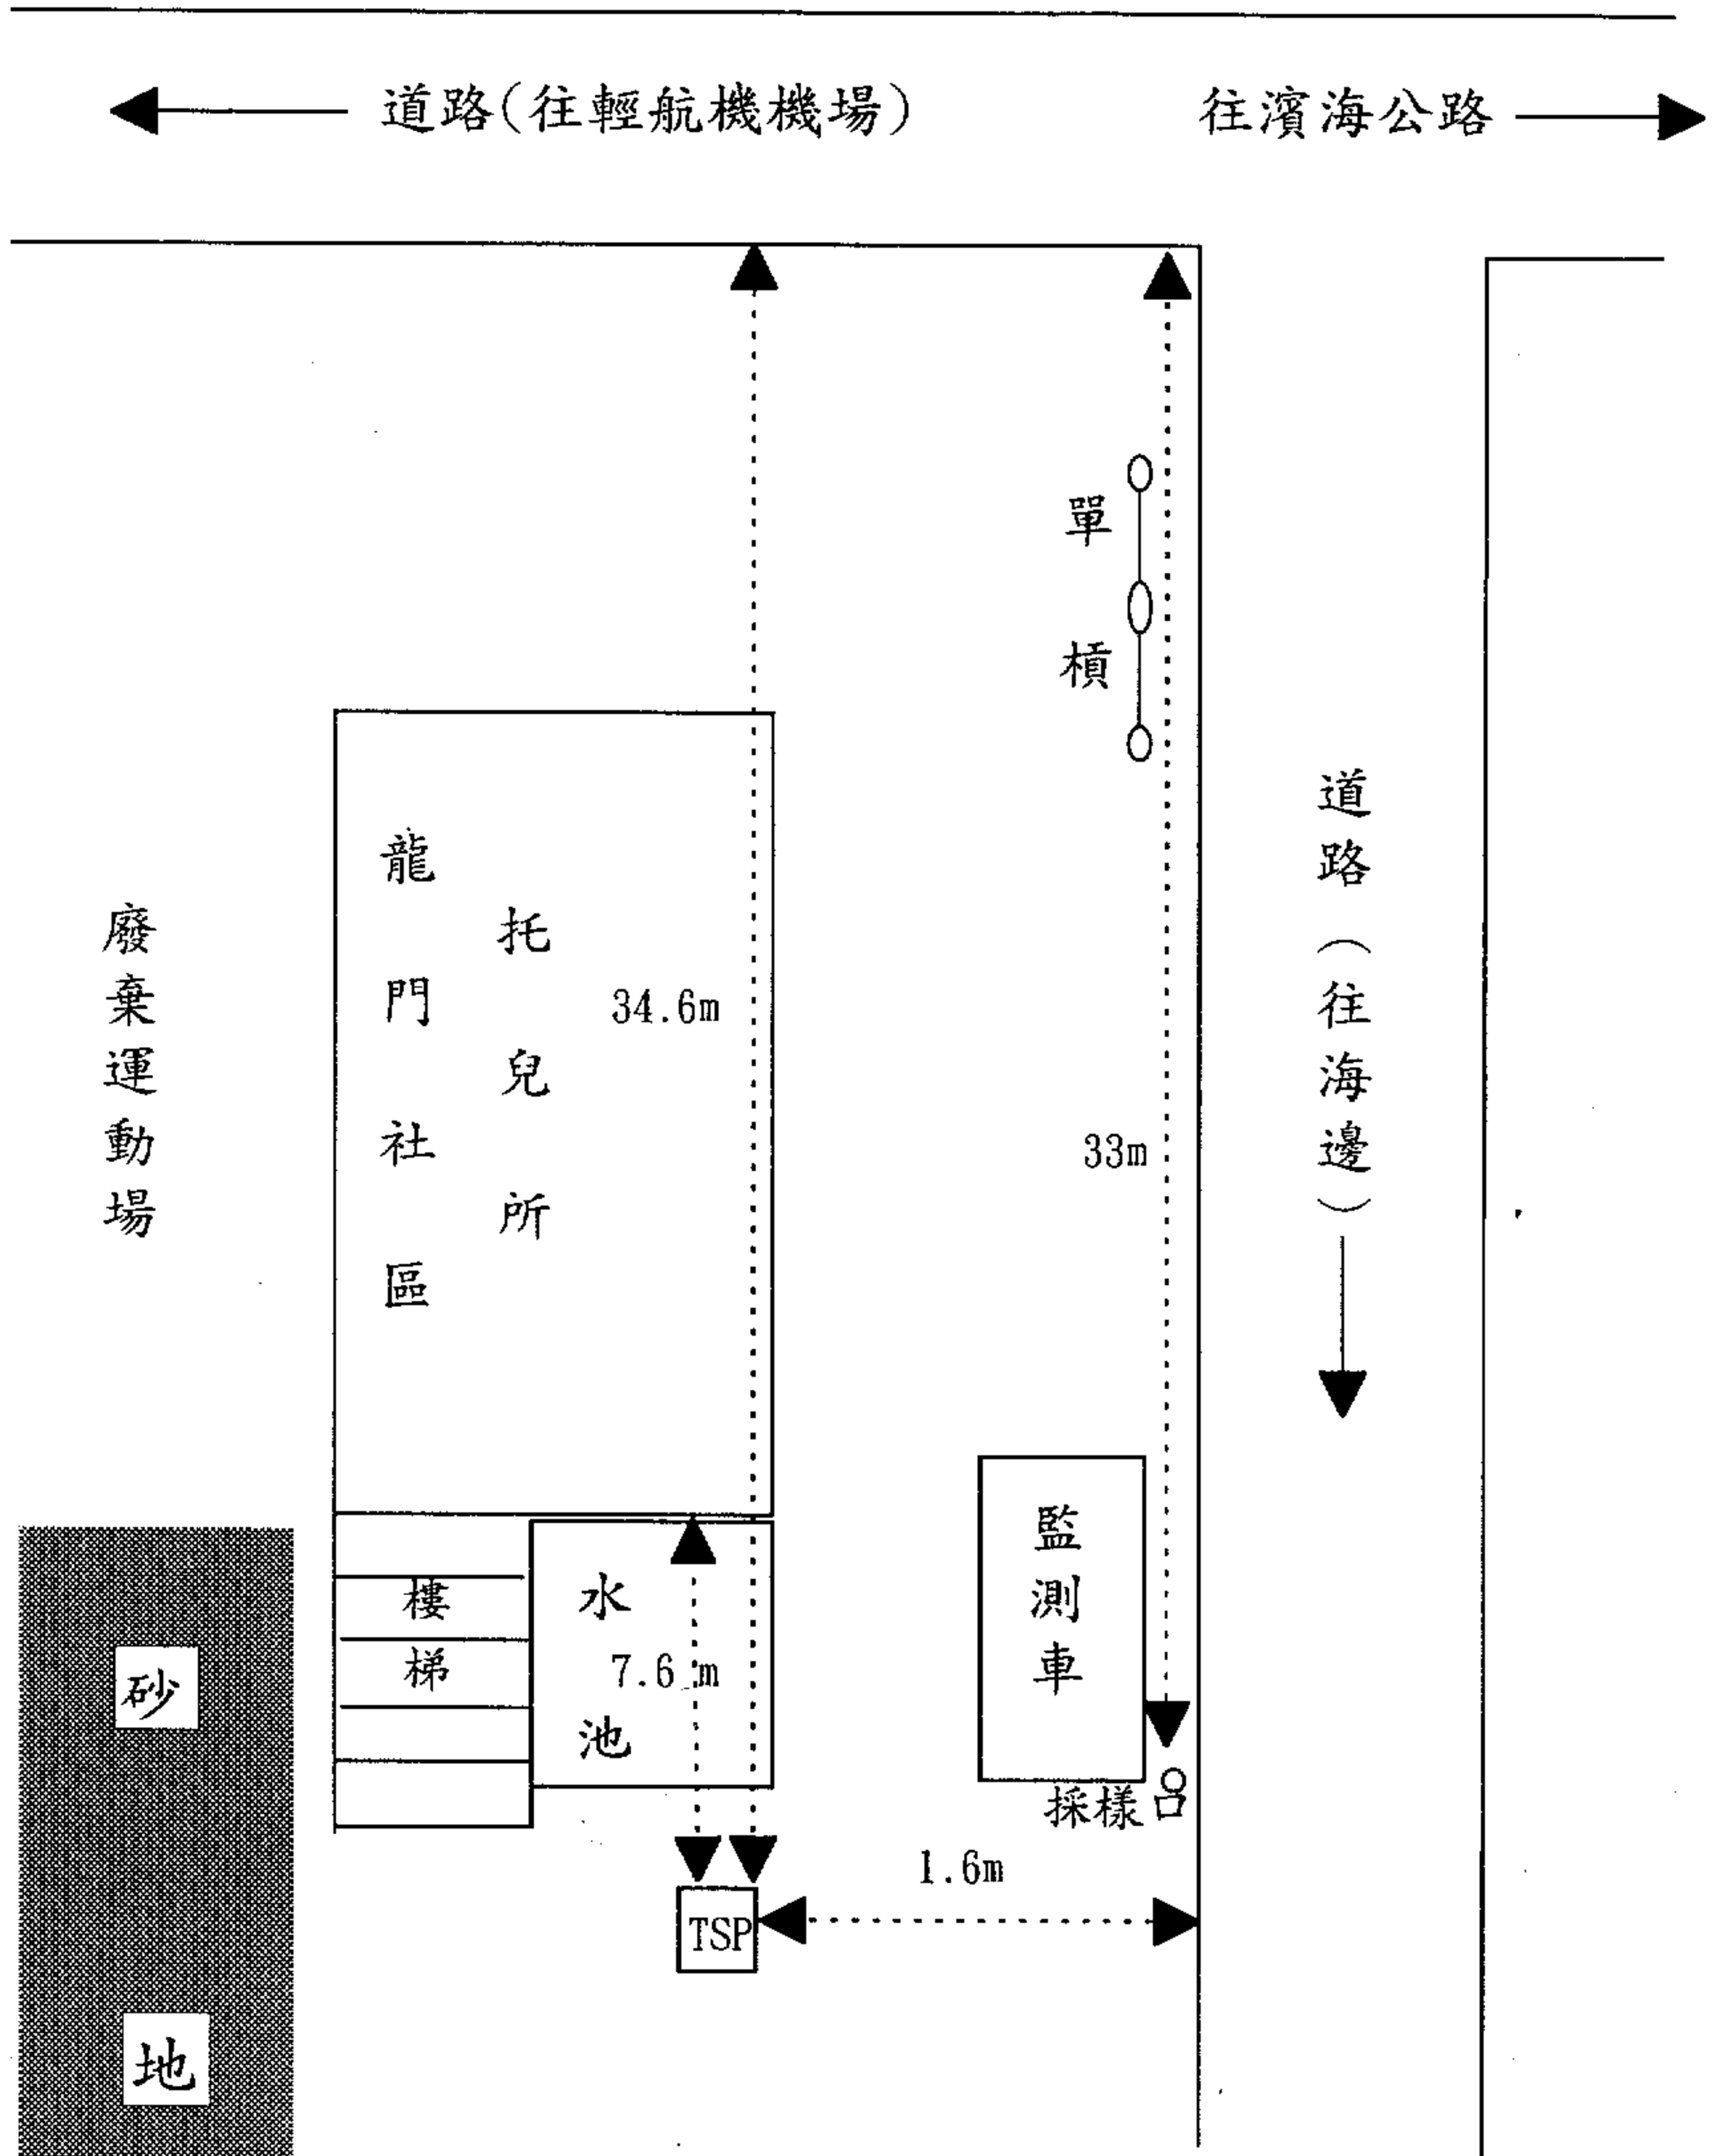 道路(往輕航機機場)
往濱海公路
單槓
道路(往海邊)
廢棄運動場
龍門社區
托兒所
34.6m
33m
樓梯
水池
7.6 m
監測車
採樣口
1.6m
TSP
砂地